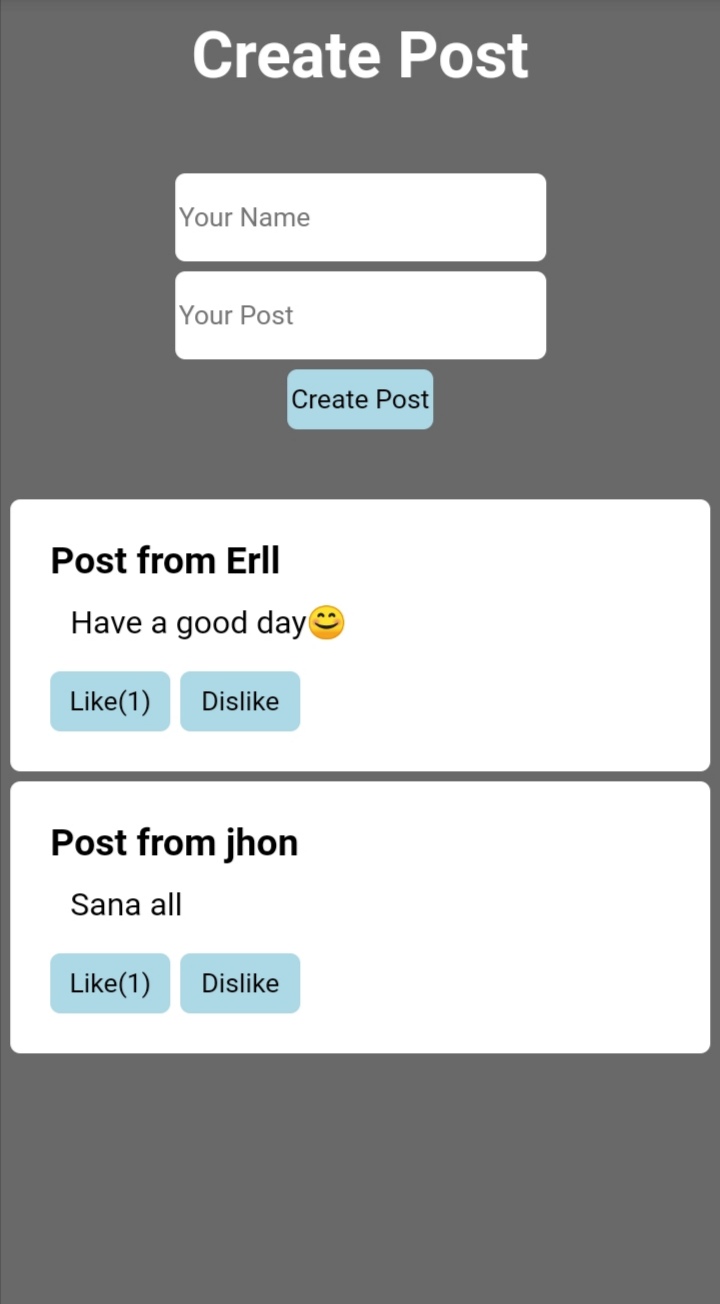 Create Post
Your Name
Your Post
Create Post
Post from Erll
Have a good day😊
Like(1) Dislike
Post from jhon
Sana all
Like(1) Dislike